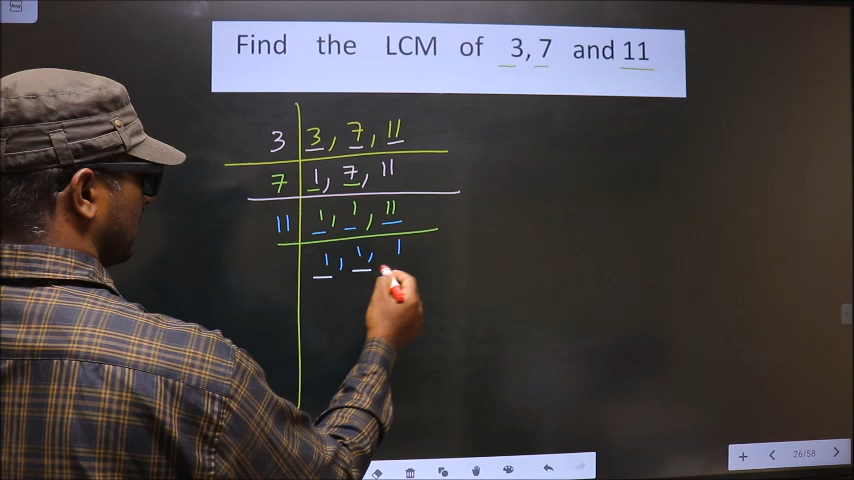 Find the LCM of 3, 7 and 11
3 3, 7, 11
7 1, 7, 11
11 1, 1, 11
1, 1, 1
26/58